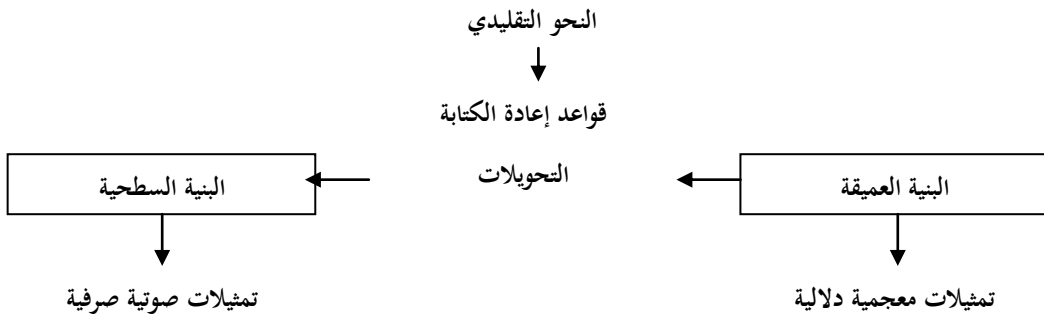 النحو التقليدي
قواعد إعادة الكتابة
البنية العميقة
التحويلات
البنية السطحية
تمثيلات معجمية دلالية
تمثيلات صوتية صرفية